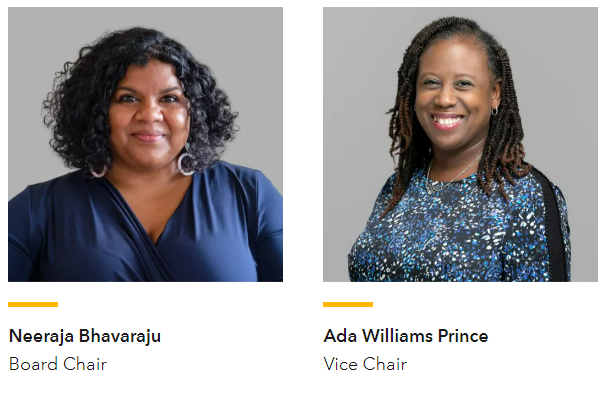 Neeraja Bhavaraju
Board Chair
Ada Williams Prince
Vice Chair